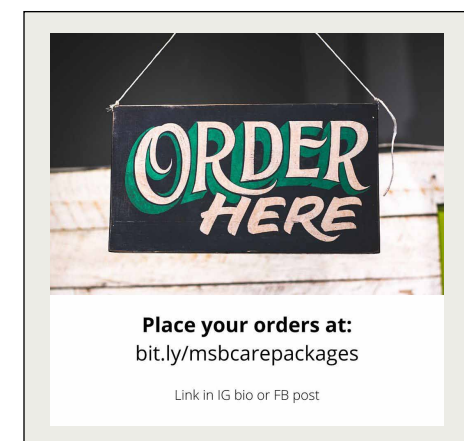 ORDER
HERE
Place your orders at:
bit.ly/msbcarepackages
Link in IG bio or FB post